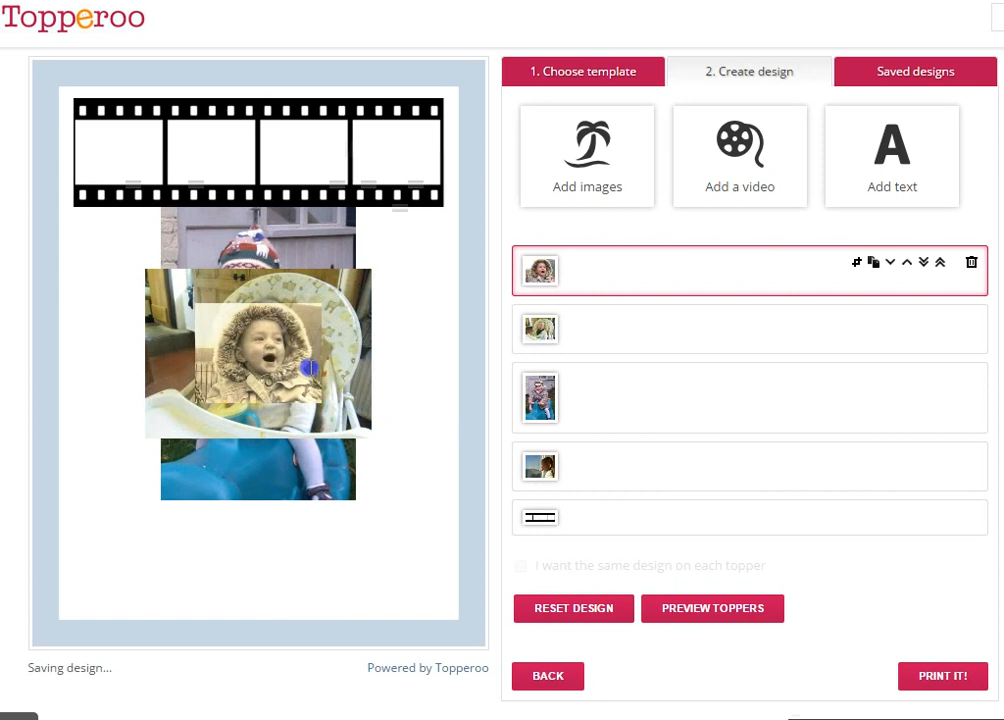 Topperoo
1. Choose template
2. Create design
Saved designs
Add images
Add a video
A
Add text
I want the same design on each topper
RESET DESIGN
PREVIEW TOPPERS
Saving design...
Powered by Topperoo
BACK
PRINT IT!